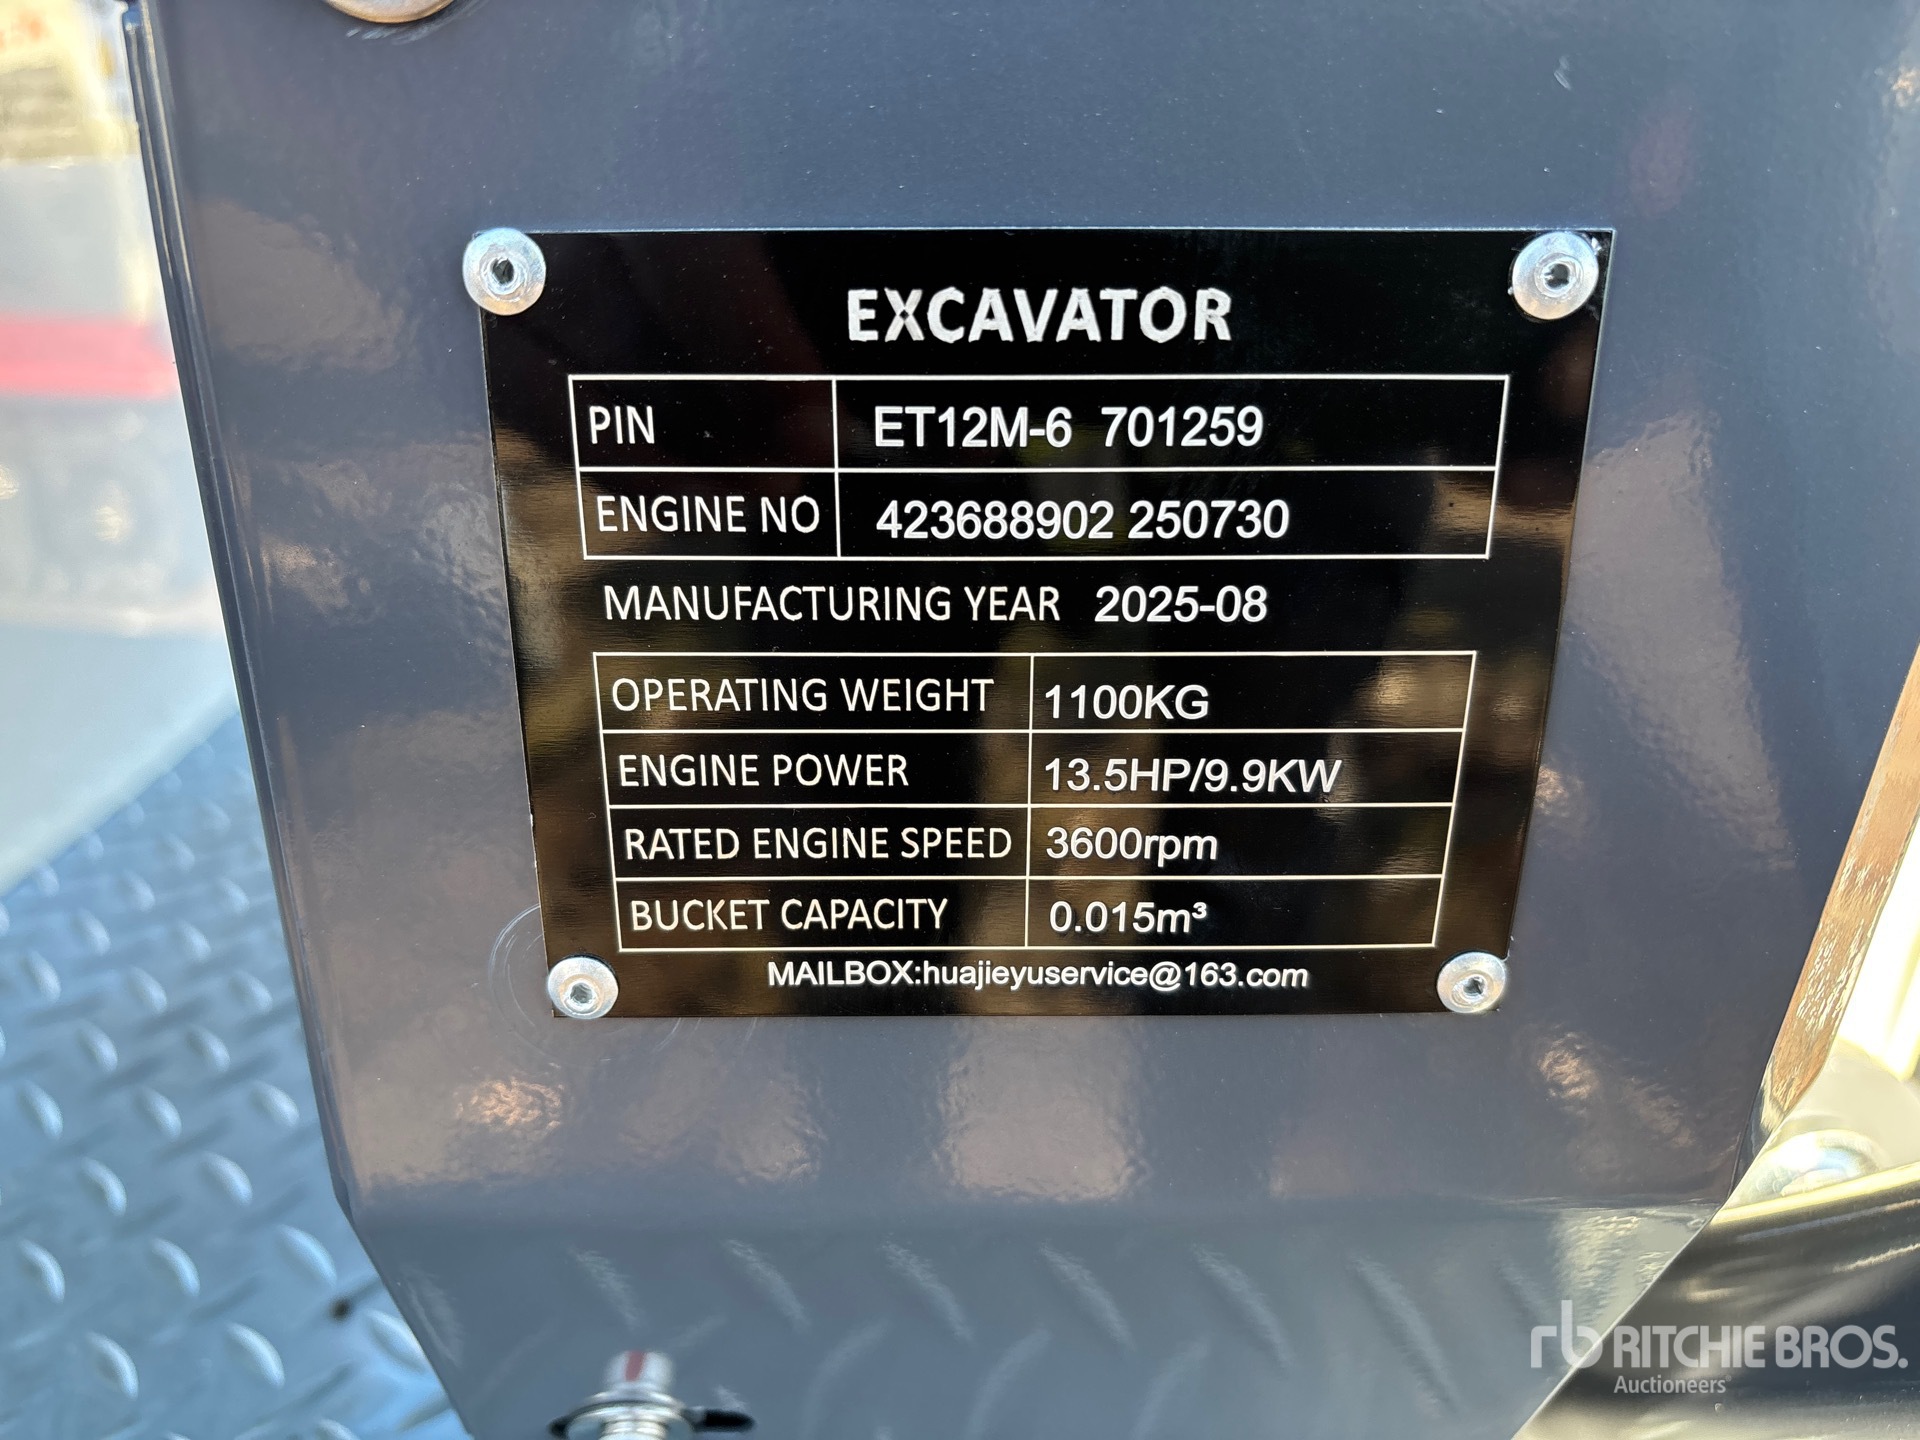 EXCAVATOR
PIN ET12M-6 701259
ENGINE NO 423688902 250730
MANUFACTURING YEAR 2025-08
OPERATING WEIGHT 1100KG
ENGINE POWER 13.5HP/9.9KW
RATED ENGINE SPEED 3600rpm
BUCKET CAPACITY 0.015m³
MAILBOX:huajieyuservice@163.com
rb RITCHIE BROS.
Auctioneers